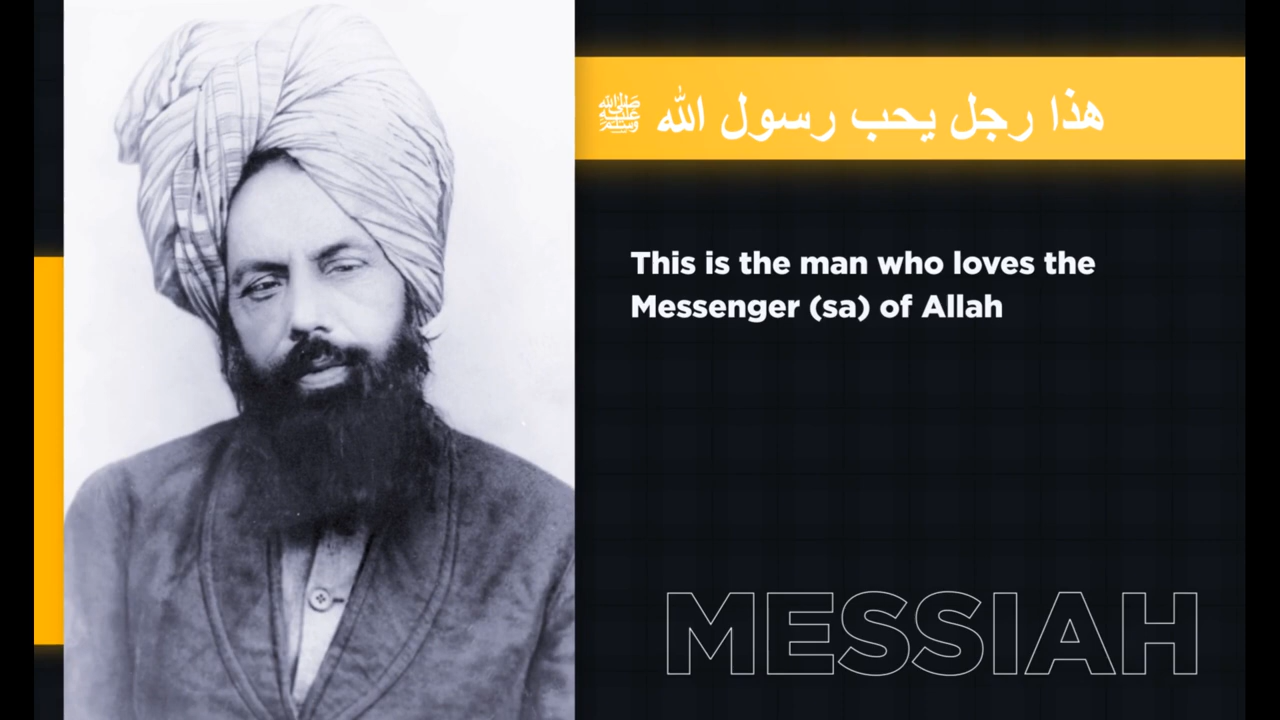 هذا رجل يحب رسول الله ﷺ
This is the man who loves the
Messenger (sa) of Allah
MESSIAH